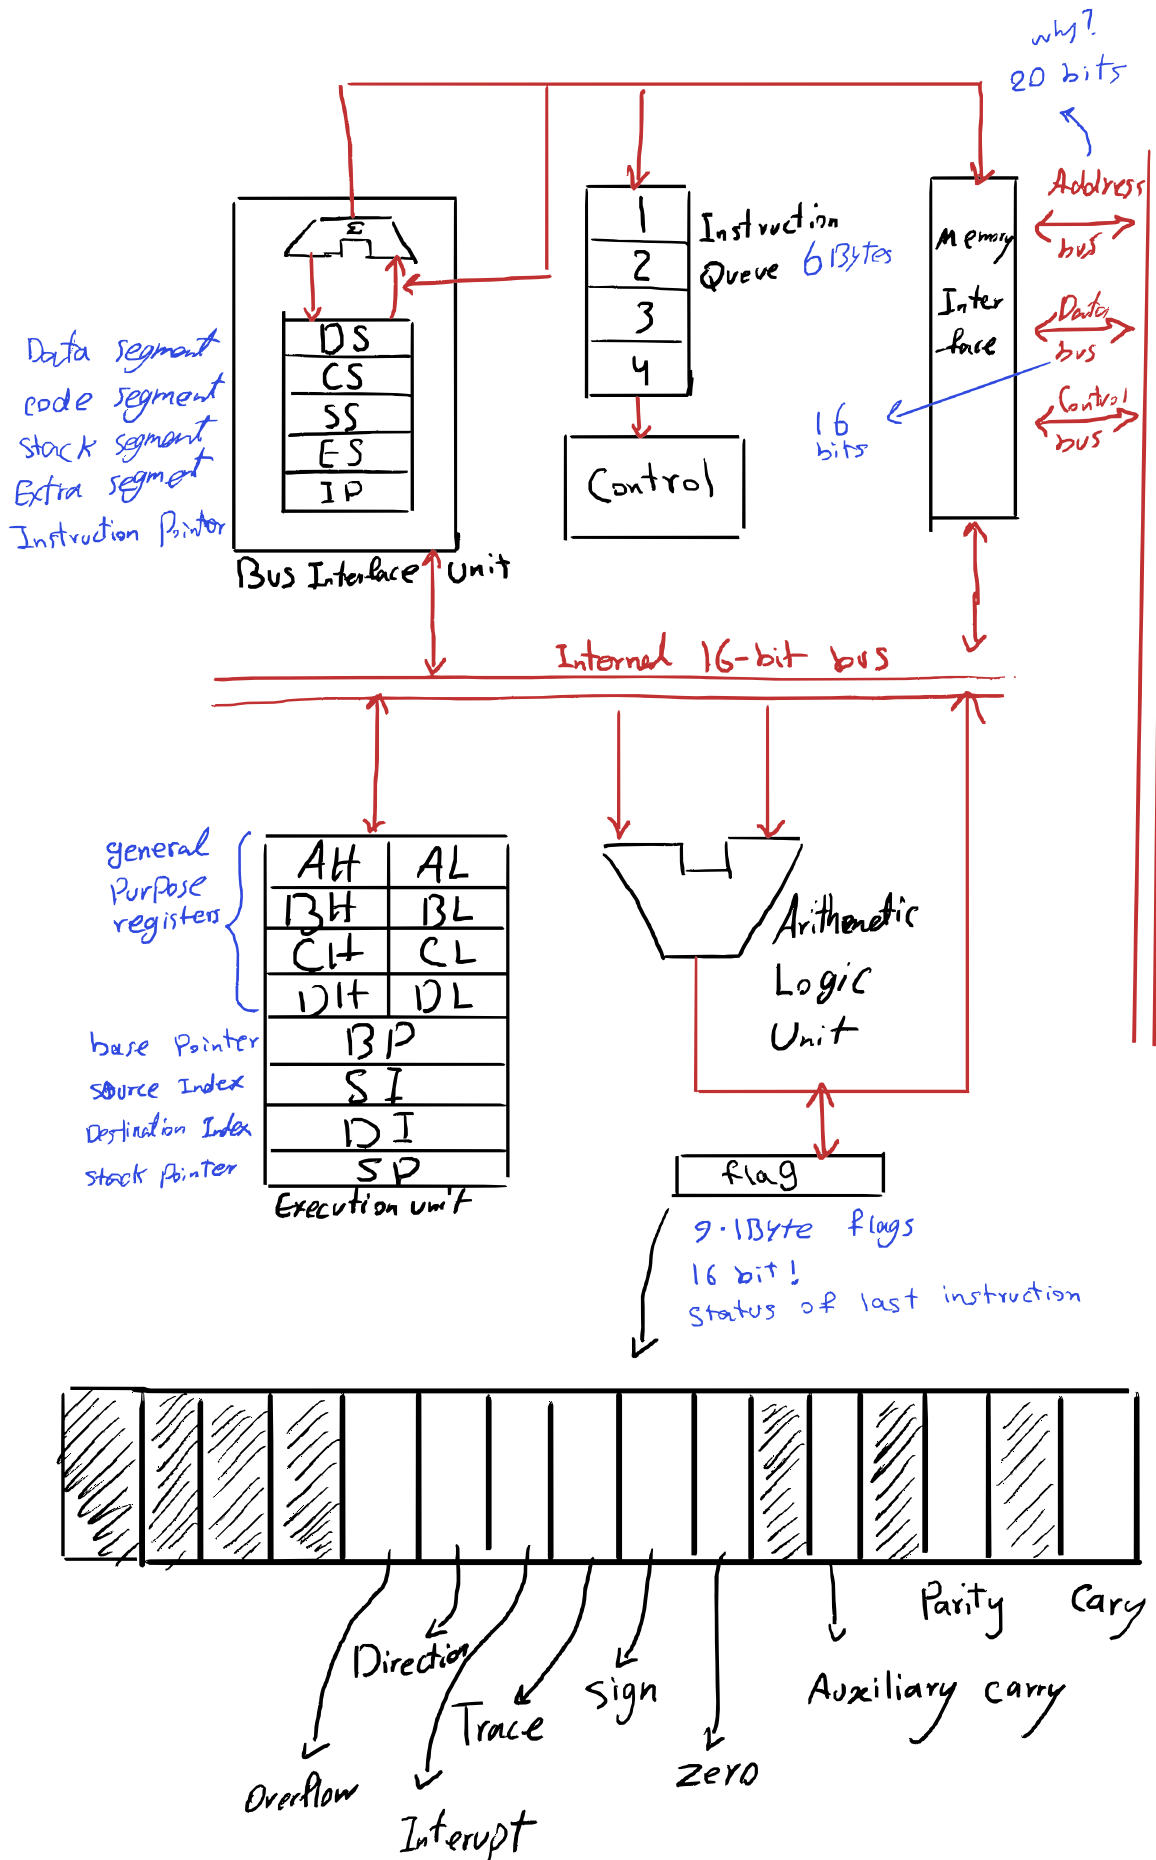 why?
20 bits
Address
bus
Data
bus
Control
bus
16
bits
Memory
Inter
face
Instruction
Queue 6 Bytes
1
2
3
4
Control
Σ
DS
CS
SS
ES
IP
Data segment
code segment
stack segment
Extra segment
Instruction Pointer
Bus Interface Unit
Internal 16-bit bus
general
Purpose
registers
AH AL
BH BL
CH CL
DH DL
BP
SI
DI
SP
base Pointer
source Index
Destination Index
stack pointer
Execution unit
Arithmetic
Logic
Unit
flag
9.1Byte flags
16 bit!
status of last instruction
Parity Cary
Direction
Sign
Auxiliary carry
Trace
zero
Overflow
Interupt